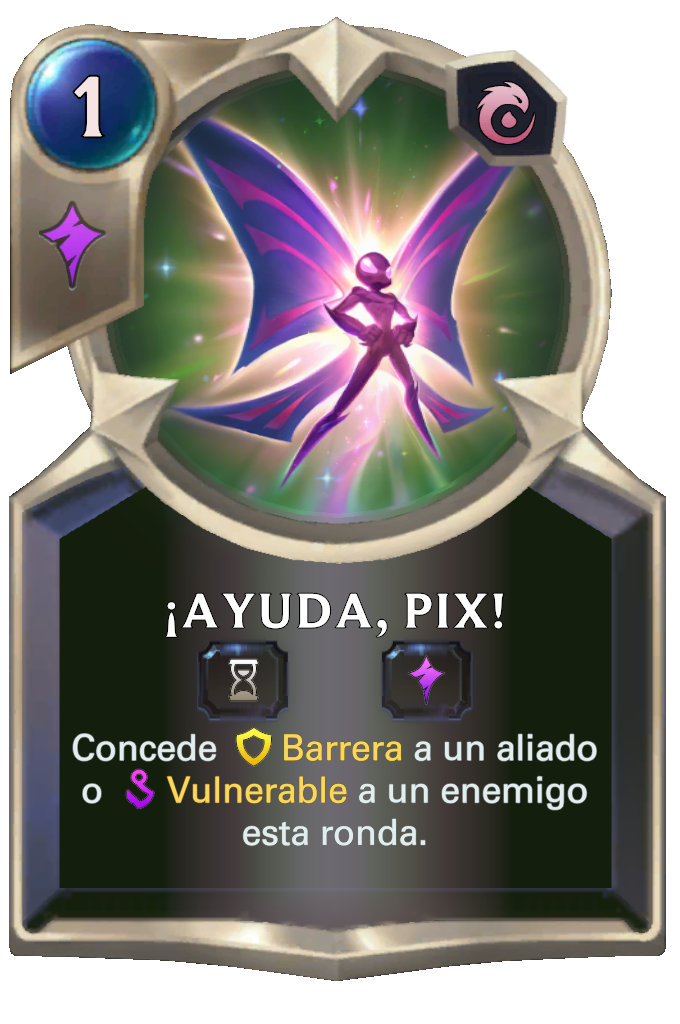 1
¡AYUDA, PIX!
Concede Barrera a un aliado
o Vulnerable a un enemigo
esta ronda.